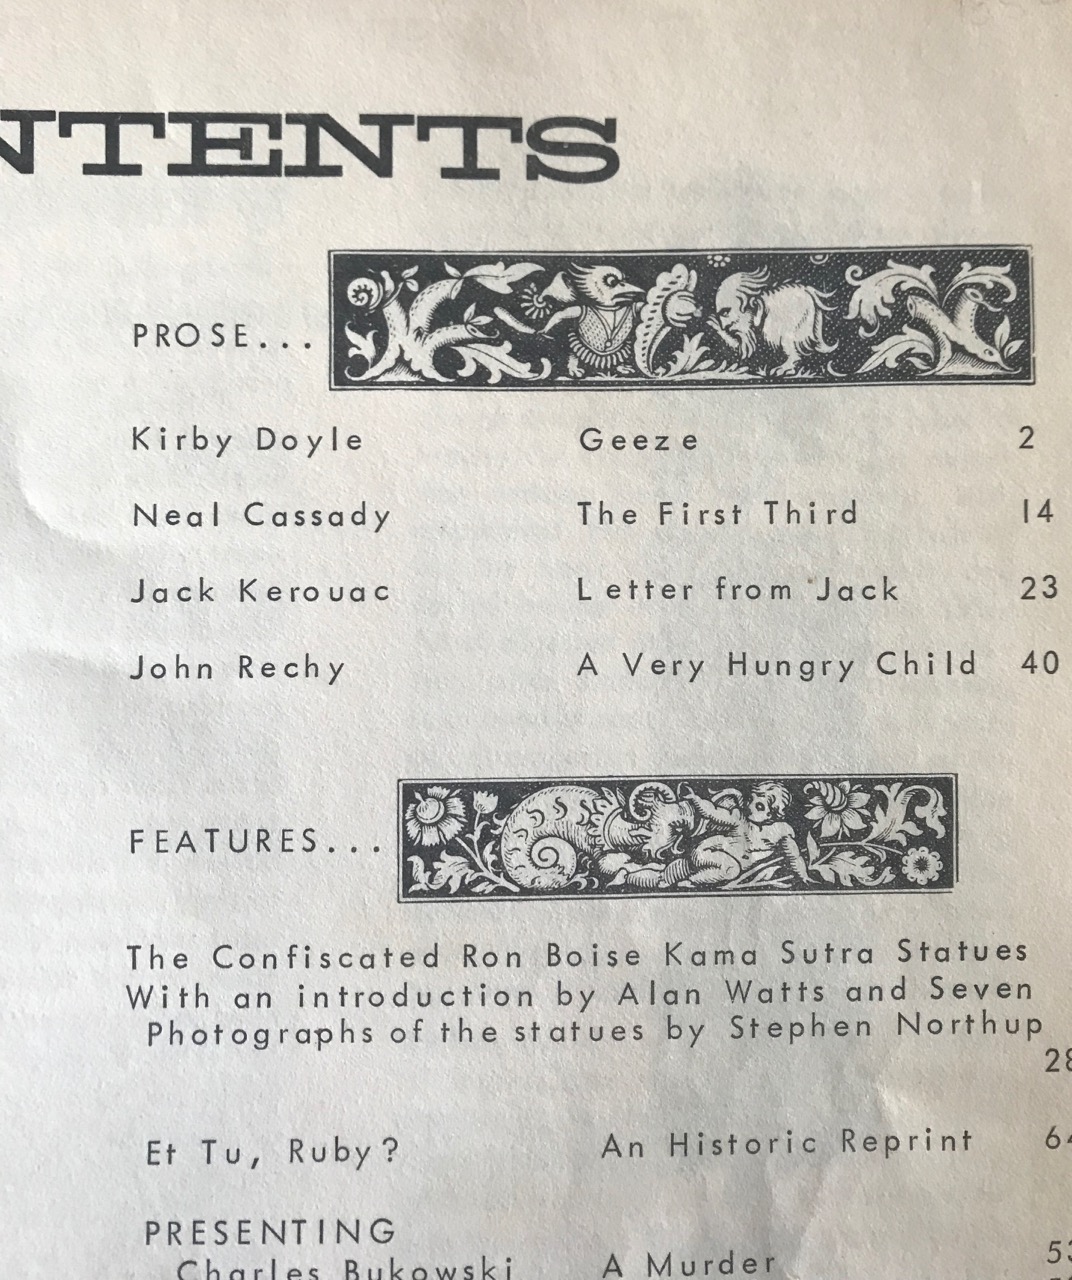 NTENTS
PROSE...
Kirby Doyle Geeze 2
Neal Cassady The First Third 14
Jack Kerouac Letter from Jack 23
John Rechy A Very Hungry Child 40
FEATURES...
The Confiscated Ron Boise Kama Sutra Statues
With an introduction by Alan Watts and Seven
Photographs of the statues by Stephen Northup
28
Et Tu, Ruby? An Historic Reprint 64
PRESENTING
Charles Bukowski A Murder